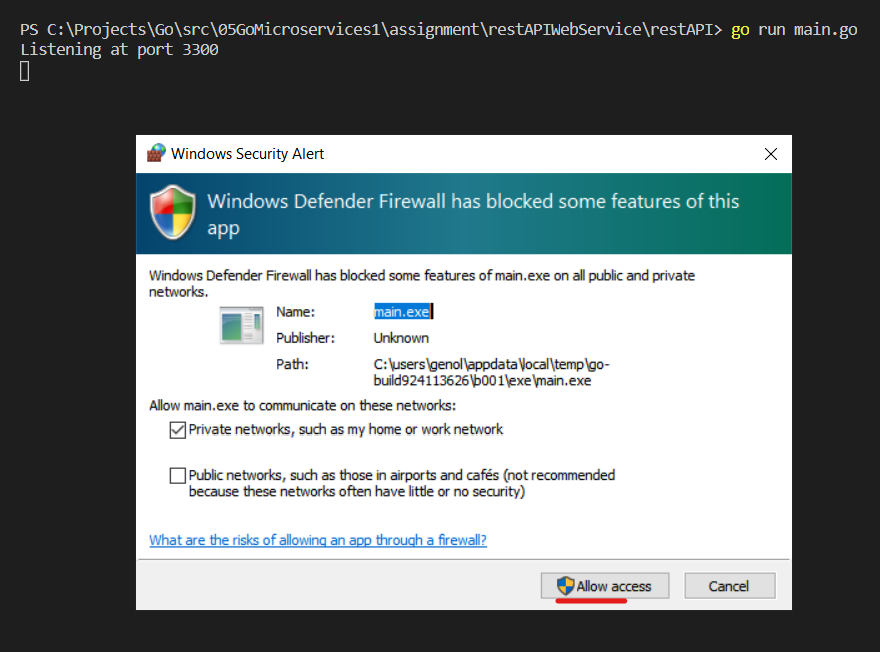 PS C:\Projects\Go\src\05GoMicroservices1\assignment\restAPIWebService\restAPI> go run main.go
Listening at port 3300
Windows Security Alert
Windows Defender Firewall has blocked some features of this
app
Windows Defender Firewall has blocked some features of main.exe on all public and private
networks.
Name: main.exe
Publisher: Unknown
Path: C:\users\genol\appdata\local\temp\go-
build924113626\b001\exe\main.exe
Allow main.exe to communicate on these networks:
Private networks, such as my home or work network
Public networks, such as those in airports and cafés (not recommended
because these networks often have little or no security)
What are the risks of allowing an app through a firewall?
Allow access Cancel